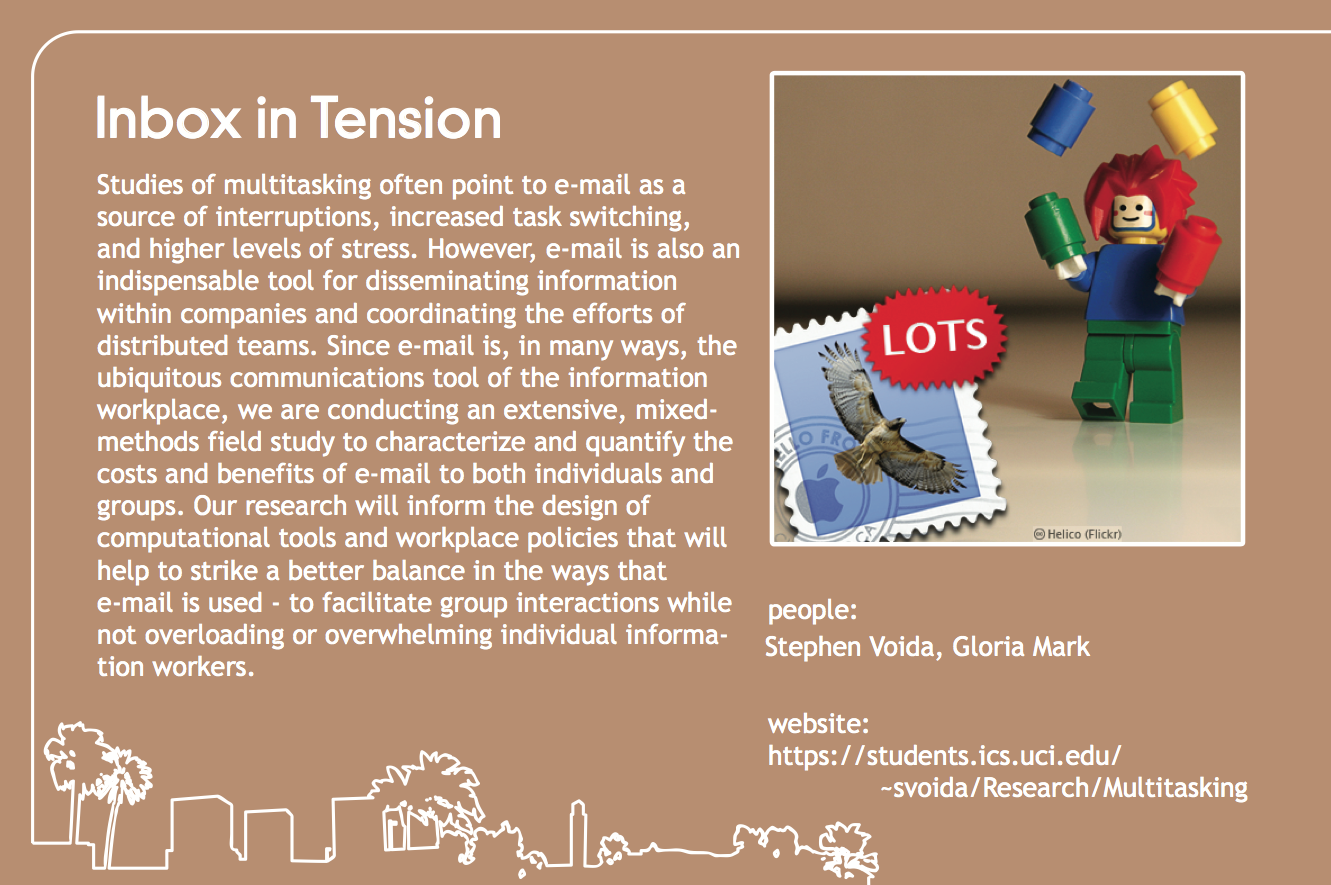 Inbox in Tension
Studies of multitasking often point to e-mail as a
source of interruptions, increased task switching,
and higher levels of stress. However, e-mail is also an
indispensable tool for disseminating information
within companies and coordinating the efforts of
distributed teams. Since e-mail is, in many ways, the
ubiquitous communications tool of the information
workplace, we are conducting an extensive, mixed-
methods field study to characterize and quantify the
costs and benefits of e-mail to both individuals and
groups. Our research will inform the design of
computational tools and workplace policies that will
help to strike a better balance in the ways that
e-mail is used - to facilitate group interactions while
not overloading or overwhelming individual informa-
tion workers.
LOTS
Helico (Flickr)
people:
Stephen Voida, Gloria Mark
website:
https://students.ics.uci.edu/
~svoida/Research/Multitasking